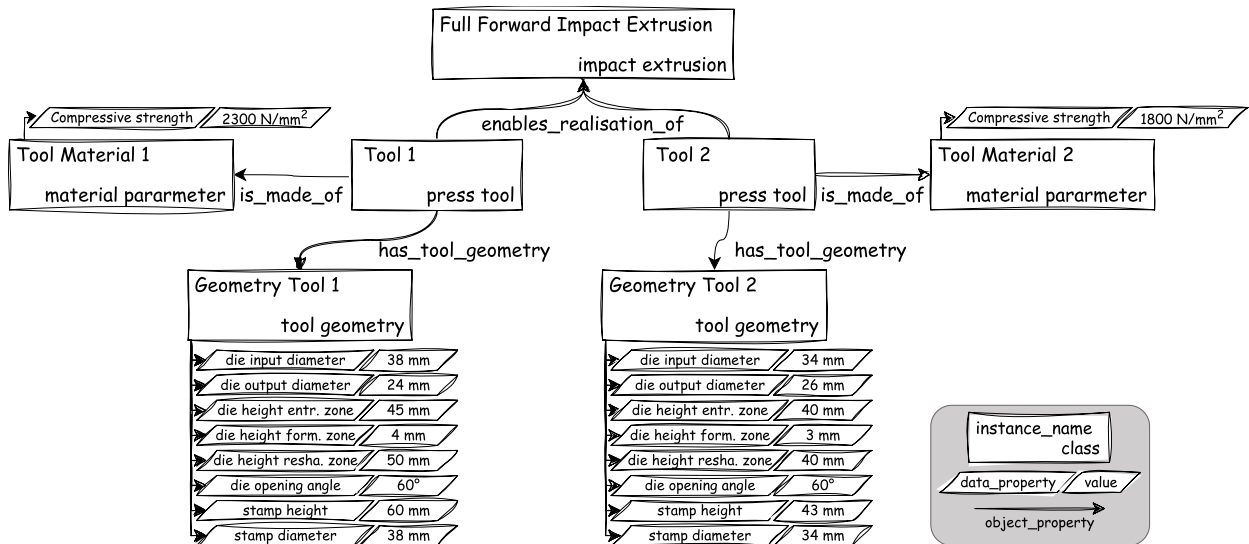 Full Forward Impact Extrusion
impact extrusion
enables_realisation_of
Compressive strength 2300 N/mm²
Tool Material 1
material pararmeter
is_made_of
Tool 1
press tool
Tool 2
press tool
is_made_of
Compressive strength 1800 N/mm²
Tool Material 2
material pararmeter
has_tool_geometry
has_tool_geometry
Geometry Tool 1
tool geometry
die input diameter 38 mm
die output diameter 24 mm
die height entr. zone 45 mm
die height form. zone 4 mm
die height resha. zone 50 mm
die opening angle 60°
stamp height 60 mm
stamp diameter 38 mm
Geometry Tool 2
tool geometry
die input diameter 34 mm
die output diameter 26 mm
die height entr. zone 40 mm
die height form. zone 3 mm
die height resha. zone 40 mm
die opening angle 60°
stamp height 43 mm
stamp diameter 34 mm
instance_name
class
data_property value
object_property